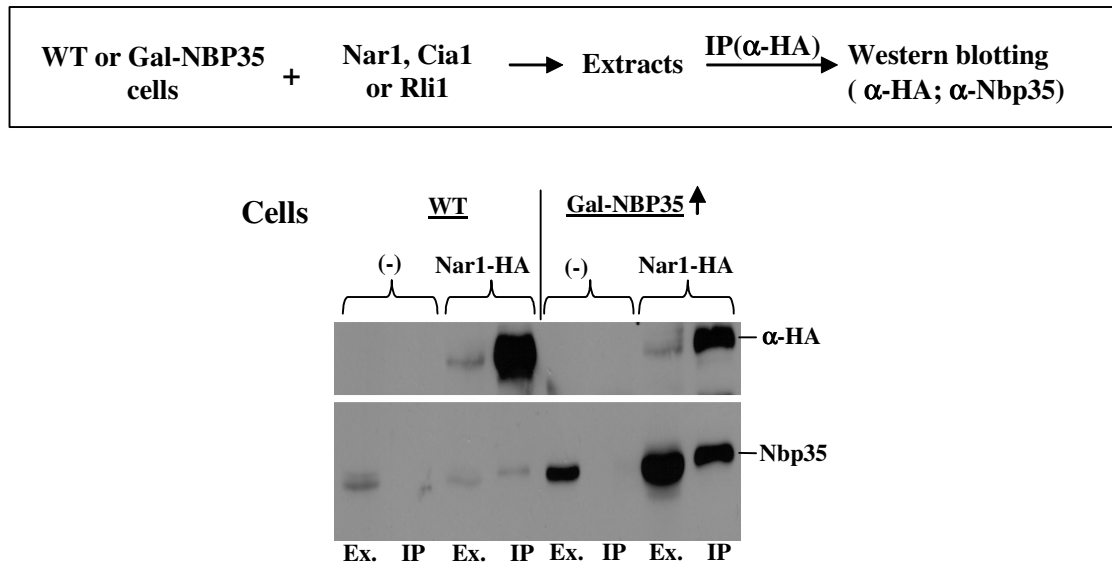 WT or Gal-NBP35 cells + Nar1, Cia1 or Rli1 → Extracts IP(α-HA) → Western blotting ( α-HA; α-Nbp35)
Cells WT Gal-NBP35 ↑
(-) Nar1-HA (-) Nar1-HA
α-HA
Nbp35
Ex. IP Ex. IP Ex. IP Ex. IP